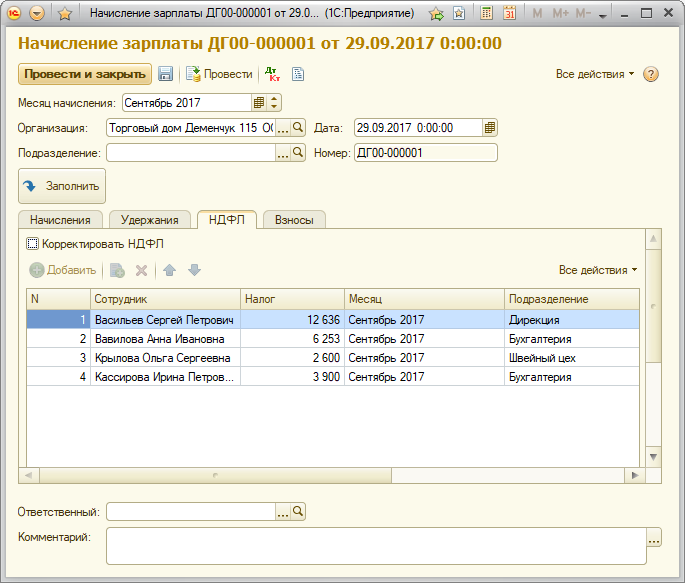 Начисление зарплаты ДГ00-000001 от 29.0... (1С:Предприятие) M M+ M-
Начисление зарплаты ДГ00-000001 от 29.09.2017 0:00:00
Провести и закрыть Провести Дт Кт Все действия ?
Месяц начисления: Сентябрь 2017
Организация: Торговый дом Деменчук 115 ОО ... Дата: 29.09.2017 0:00:00
Подразделение: ... Номер: ДГ00-000001
Заполнить
Начисления Удержания НДФЛ Взносы
Корректировать НДФЛ
Добавить Все действия
N Сотрудник Налог Месяц Подразделение
1 Васильев Сергей Петрович 12 636 Сентябрь 2017 Дирекция
2 Вавилова Анна Ивановна 6 253 Сентябрь 2017 Бухгалтерия
3 Крылова Ольга Сергеевна 2 600 Сентябрь 2017 Швейный цех
4 Кассирова Ирина Петров... 3 900 Сентябрь 2017 Бухгалтерия
Ответственный: ...
Комментарий: ...